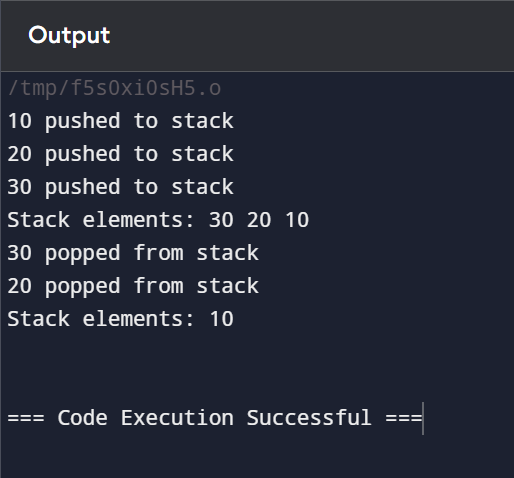 Output
/tmp/f5sOxiOsH5.o
10 pushed to stack
20 pushed to stack
30 pushed to stack
Stack elements: 30 20 10
30 popped from stack
20 popped from stack
Stack elements: 10
=== Code Execution Successful ===